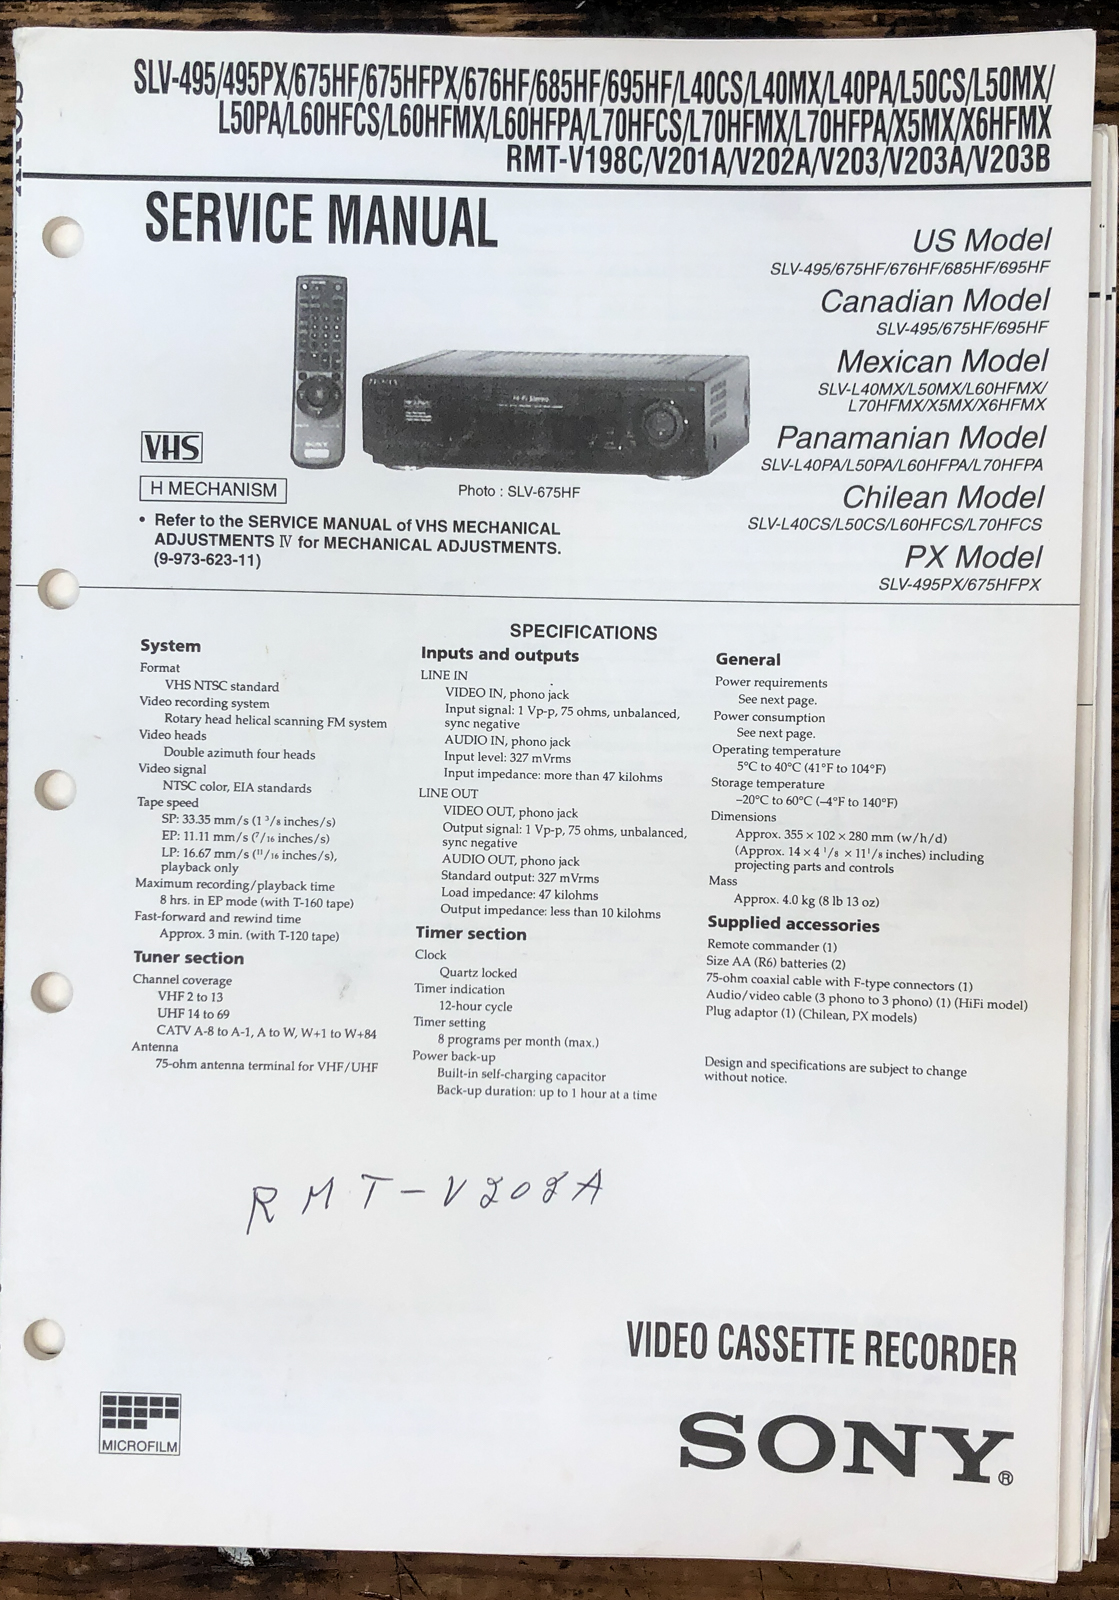 SLV-495/495PX/675HF/675HFPX/676HF/685HF/695HF/L40CS/L40MX/L40PA/L50CS/L50MX/
L50PA/L60HFCS/L60HFMX/L60HFPA/L70HFCS/L70HFMX/L70HFPA/X5MX/X6HFMX
RMT-V198C/V201A/V202A/V203/V203A/V203B
SERVICE MANUAL
US Model
SLV-495/675HF/676HF/685HF/695HF
Canadian Model
SLV-495/675HF/695HF
Mexican Model
SLV-L40MX/L50MX/L60HFMX/
L70HFMX/X5MX/X6HFMX
Panamanian Model
SLV-L40PA/L50PA/L60HFPA/L70HFPA
Chilean Model
SLV-L40CS/L50CS/L60HFCS/L70HFCS
PX Model
SLV-495PX/675HFPX
VHS
H MECHANISM
Photo : SLV-675HF
• Refer to the SERVICE MANUAL of VHS MECHANICAL
ADJUSTMENTS Ⅳ for MECHANICAL ADJUSTMENTS.
(9-973-623-11)
SPECIFICATIONS
System
Format
VHS NTSC standard
Video recording system
Rotary head helical scanning FM system
Video heads
Double azimuth four heads
Video signal
NTSC color, EIA standards
Tape speed
SP: 33.35 mm/s (1 3/8 inches/s)
EP: 11.11 mm/s (7/16 inches/s)
LP: 16.67 mm/s (11/16 inches/s),
playback only
Maximum recording/playback time
8 hrs. in EP mode (with T-160 tape)
Fast-forward and rewind time
Approx. 3 min. (with T-120 tape)
Tuner section
Channel coverage
VHF 2 to 13
UHF 14 to 69
CATV A-8 to A-1, A to W, W+1 to W+84
Antenna
75-ohm antenna terminal for VHF/UHF
Inputs and outputs
LINE IN
VIDEO IN, phono jack
Input signal: 1 Vp-p, 75 ohms, unbalanced,
sync negative
AUDIO IN, phono jack
Input level: 327 mVrms
Input impedance: more than 47 kilohms
LINE OUT
VIDEO OUT, phono jack
Output signal: 1 Vp-p, 75 ohms, unbalanced,
sync negative
AUDIO OUT, phono jack
Standard output: 327 mVrms
Load impedance: 47 kilohms
Output impedance: less than 10 kilohms
Timer section
Clock
Quartz locked
Timer indication
12-hour cycle
Timer setting
8 programs per month (max.)
Power back-up
Built-in self-charging capacitor
Back-up duration: up to 1 hour at a time
General
Power requirements
See next page.
Power consumption
See next page.
Operating temperature
5°C to 40°C (41°F to 104°F)
Storage temperature
–20°C to 60°C (–4°F to 140°F)
Dimensions
Approx. 355 × 102 × 280 mm (w/h/d)
(Approx. 14 × 4 1/8 × 11 1/8 inches) including
projecting parts and controls
Mass
Approx. 4.0 kg (8 lb 13 oz)
Supplied accessories
Remote commander (1)
Size AA (R6) batteries (2)
75-ohm coaxial cable with F-type connectors (1)
Audio/video cable (3 phono to 3 phono) (1) (HiFi model)
Plug adaptor (1) (Chilean, PX models)
Design and specifications are subject to change
without notice.
RMT-V202A
VIDEO CASSETTE RECORDER
MICROFILM
SONY®